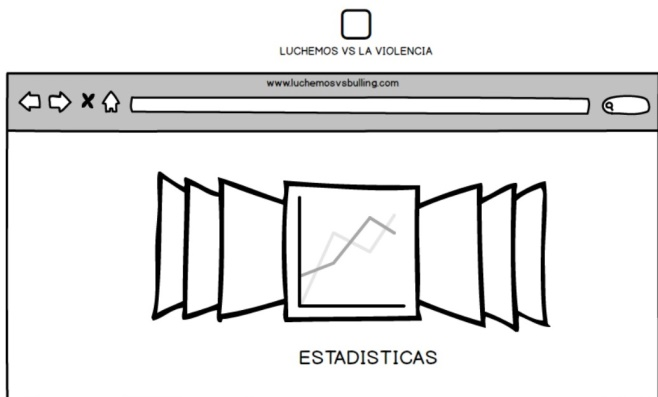 LUCHEMOS VS LA VIOLENCIA
www.luchemosvsbulling.com
ESTADISTICAS